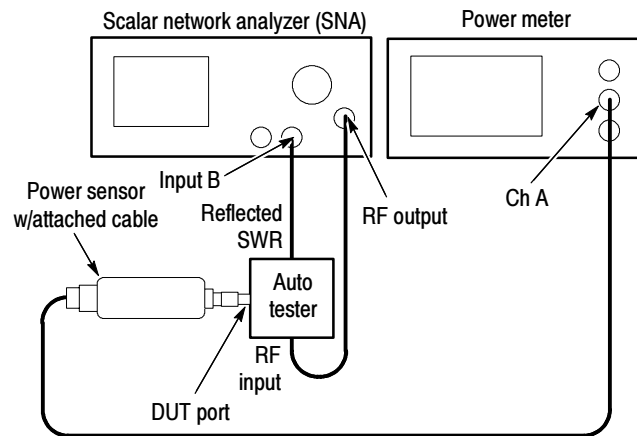 Scalar network analyzer (SNA)
Power meter
Input B
RF output
Ch A
Power sensor
w/attached cable
Reflected
SWR
Auto
tester
RF
input
DUT port